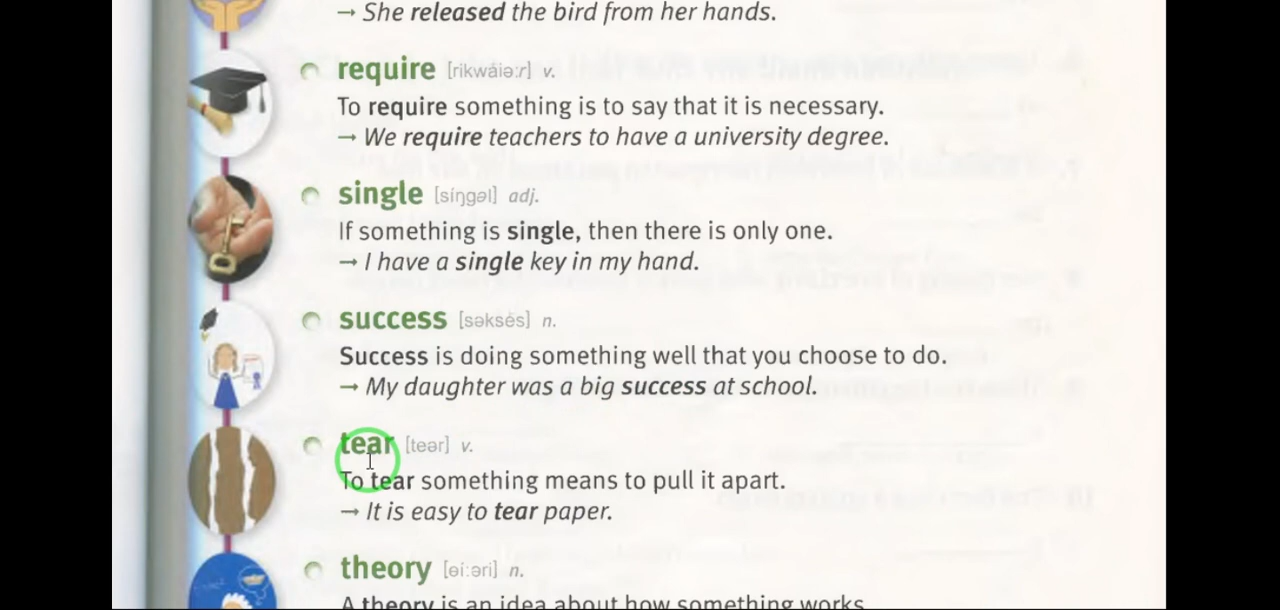 → She released the bird from her hands.
require [rikwáiə:r] v.
To require something is to say that it is necessary.
→ We require teachers to have a university degree.
single [síŋgəl] adj.
If something is single, then there is only one.
→ I have a single key in my hand.
success [səksés] n.
Success is doing something well that you choose to do.
→ My daughter was a big success at school.
tear [teər] v.
To tear something means to pull it apart.
→ It is easy to tear paper.
theory [θí:əri] n.
A theory is an idea about how something works.